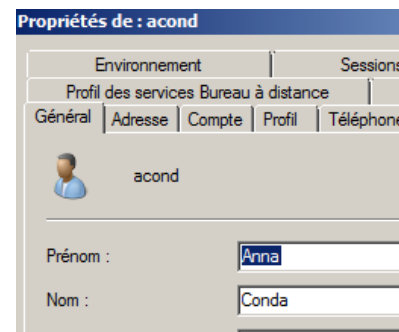 Propriétés de : acond
Environnement Sessions
Profil des services Bureau à distance
Général Adresse Compte Profil Téléphone
acond
Prénom : Anna
Nom : Conda